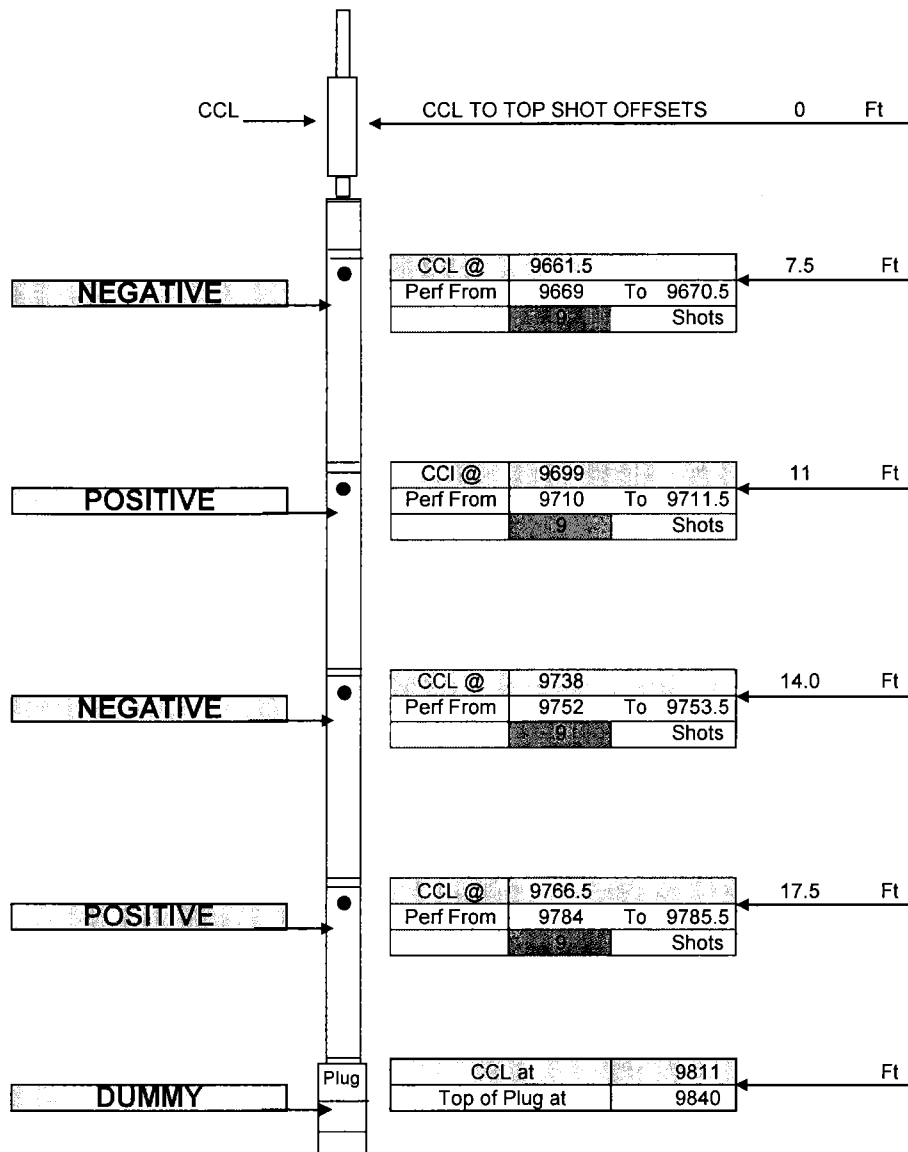 CCL CCL TO TOP SHOT OFFSETS 0 Ft
CCL @ 9661.5 7.5 Ft
NEGATIVE Perf From 9669 To 9670.5
9 Shots
CCl @ 9699 11 Ft
POSITIVE Perf From 9710 To 9711.5
9 Shots
CCL @ 9738 14.0 Ft
NEGATIVE Perf From 9752 To 9753.5
9 Shots
CCL @ 9766.5 17.5 Ft
POSITIVE Perf From 9784 To 9785.5
9 Shots
Plug CCL at 9811 Ft
DUMMY Top of Plug at 9840